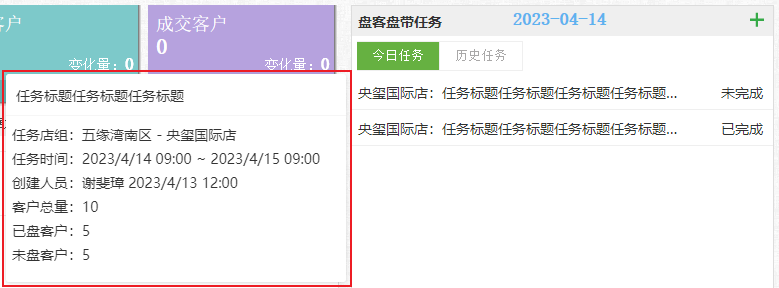 客户
变化量：0
成交客户
0
变化量：0
任务标题任务标题任务标题
任务店组：五缘湾南区 - 央玺国际店
任务时间：2023/4/14 09:00 ~ 2023/4/15 09:00
创建人员：谢斐璋 2023/4/13 12:00
客户总量：10
已盘客户：5
未盘客户：5
盘客盘带任务 2023-04-14 +
今日任务 历史任务
央玺国际店：任务标题任务标题任务标题任务标题... 未完成
央玺国际店：任务标题任务标题任务标题任务标题... 已完成